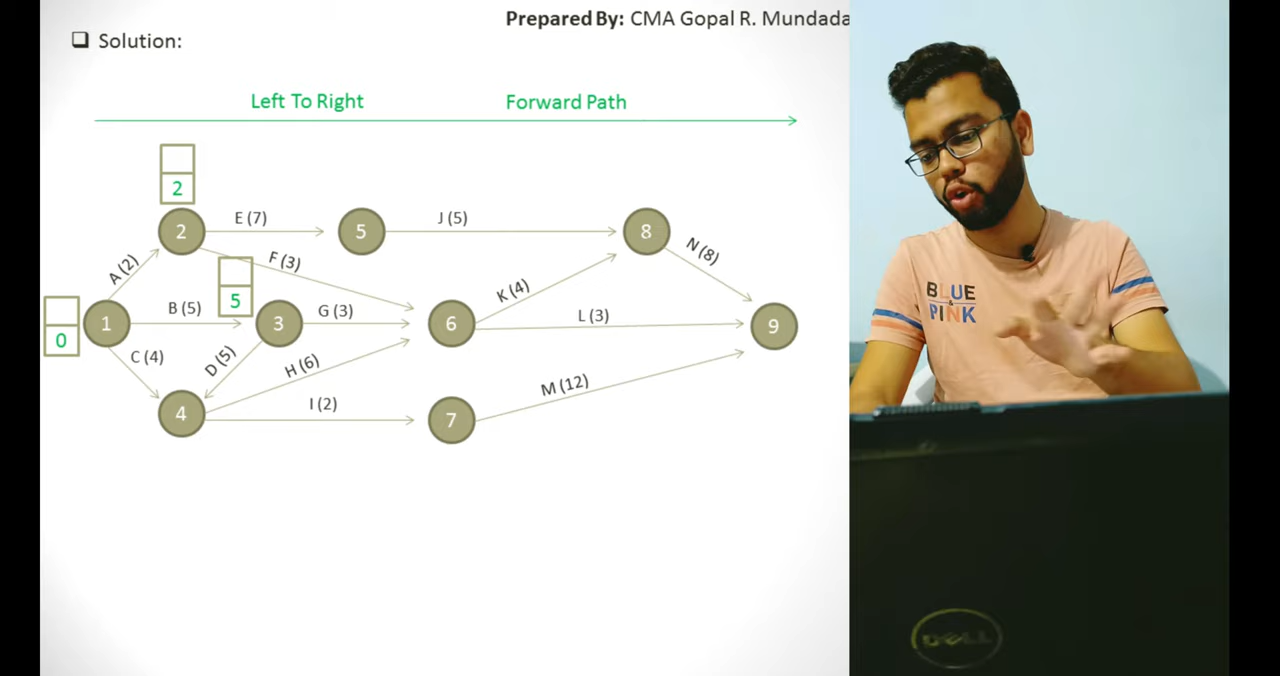 Prepared By: CMA Gopal R. Mundada
❑ Solution:
Left To Right Forward Path
2
2 E (7) 5 J (5) 8
A (2)
F (3)
N (8)
5
0
1 B (5) 3 G (3) 6
K (4)
L (3) 9
C (4)
D (5)
H (6)
4 I (2) 7
M (12)
BLUE
&
PINK
DELL